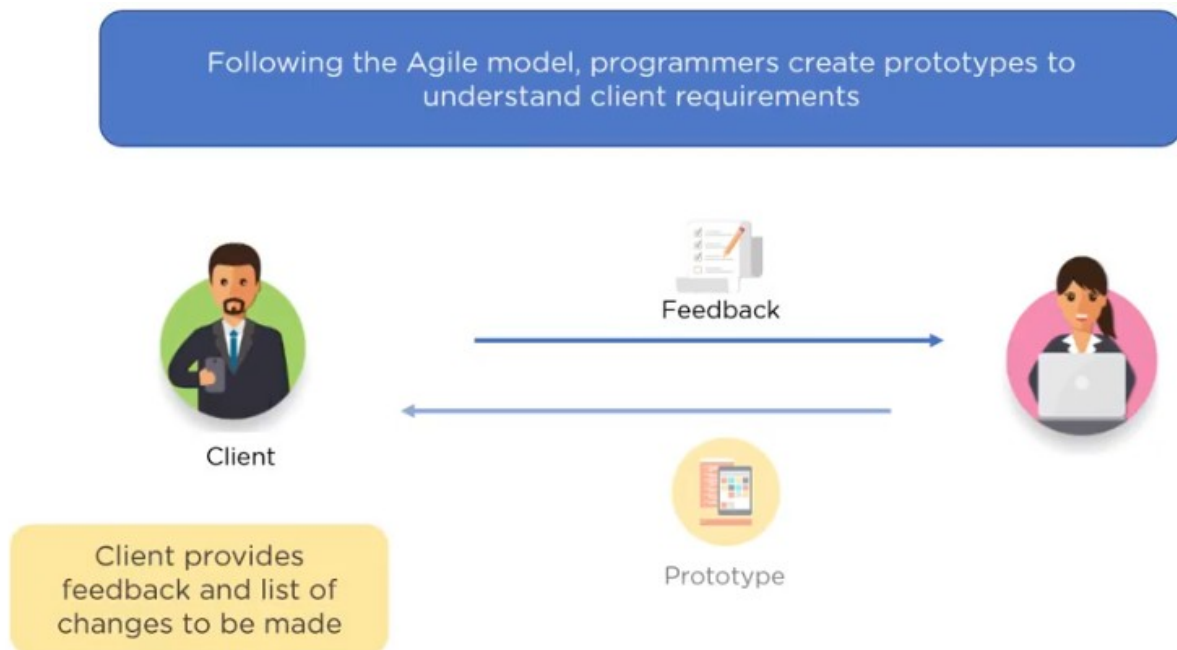 Following the Agile model, programmers create prototypes to
understand client requirements
Feedback
Client
Prototype
Client provides
feedback and list of
changes to be made